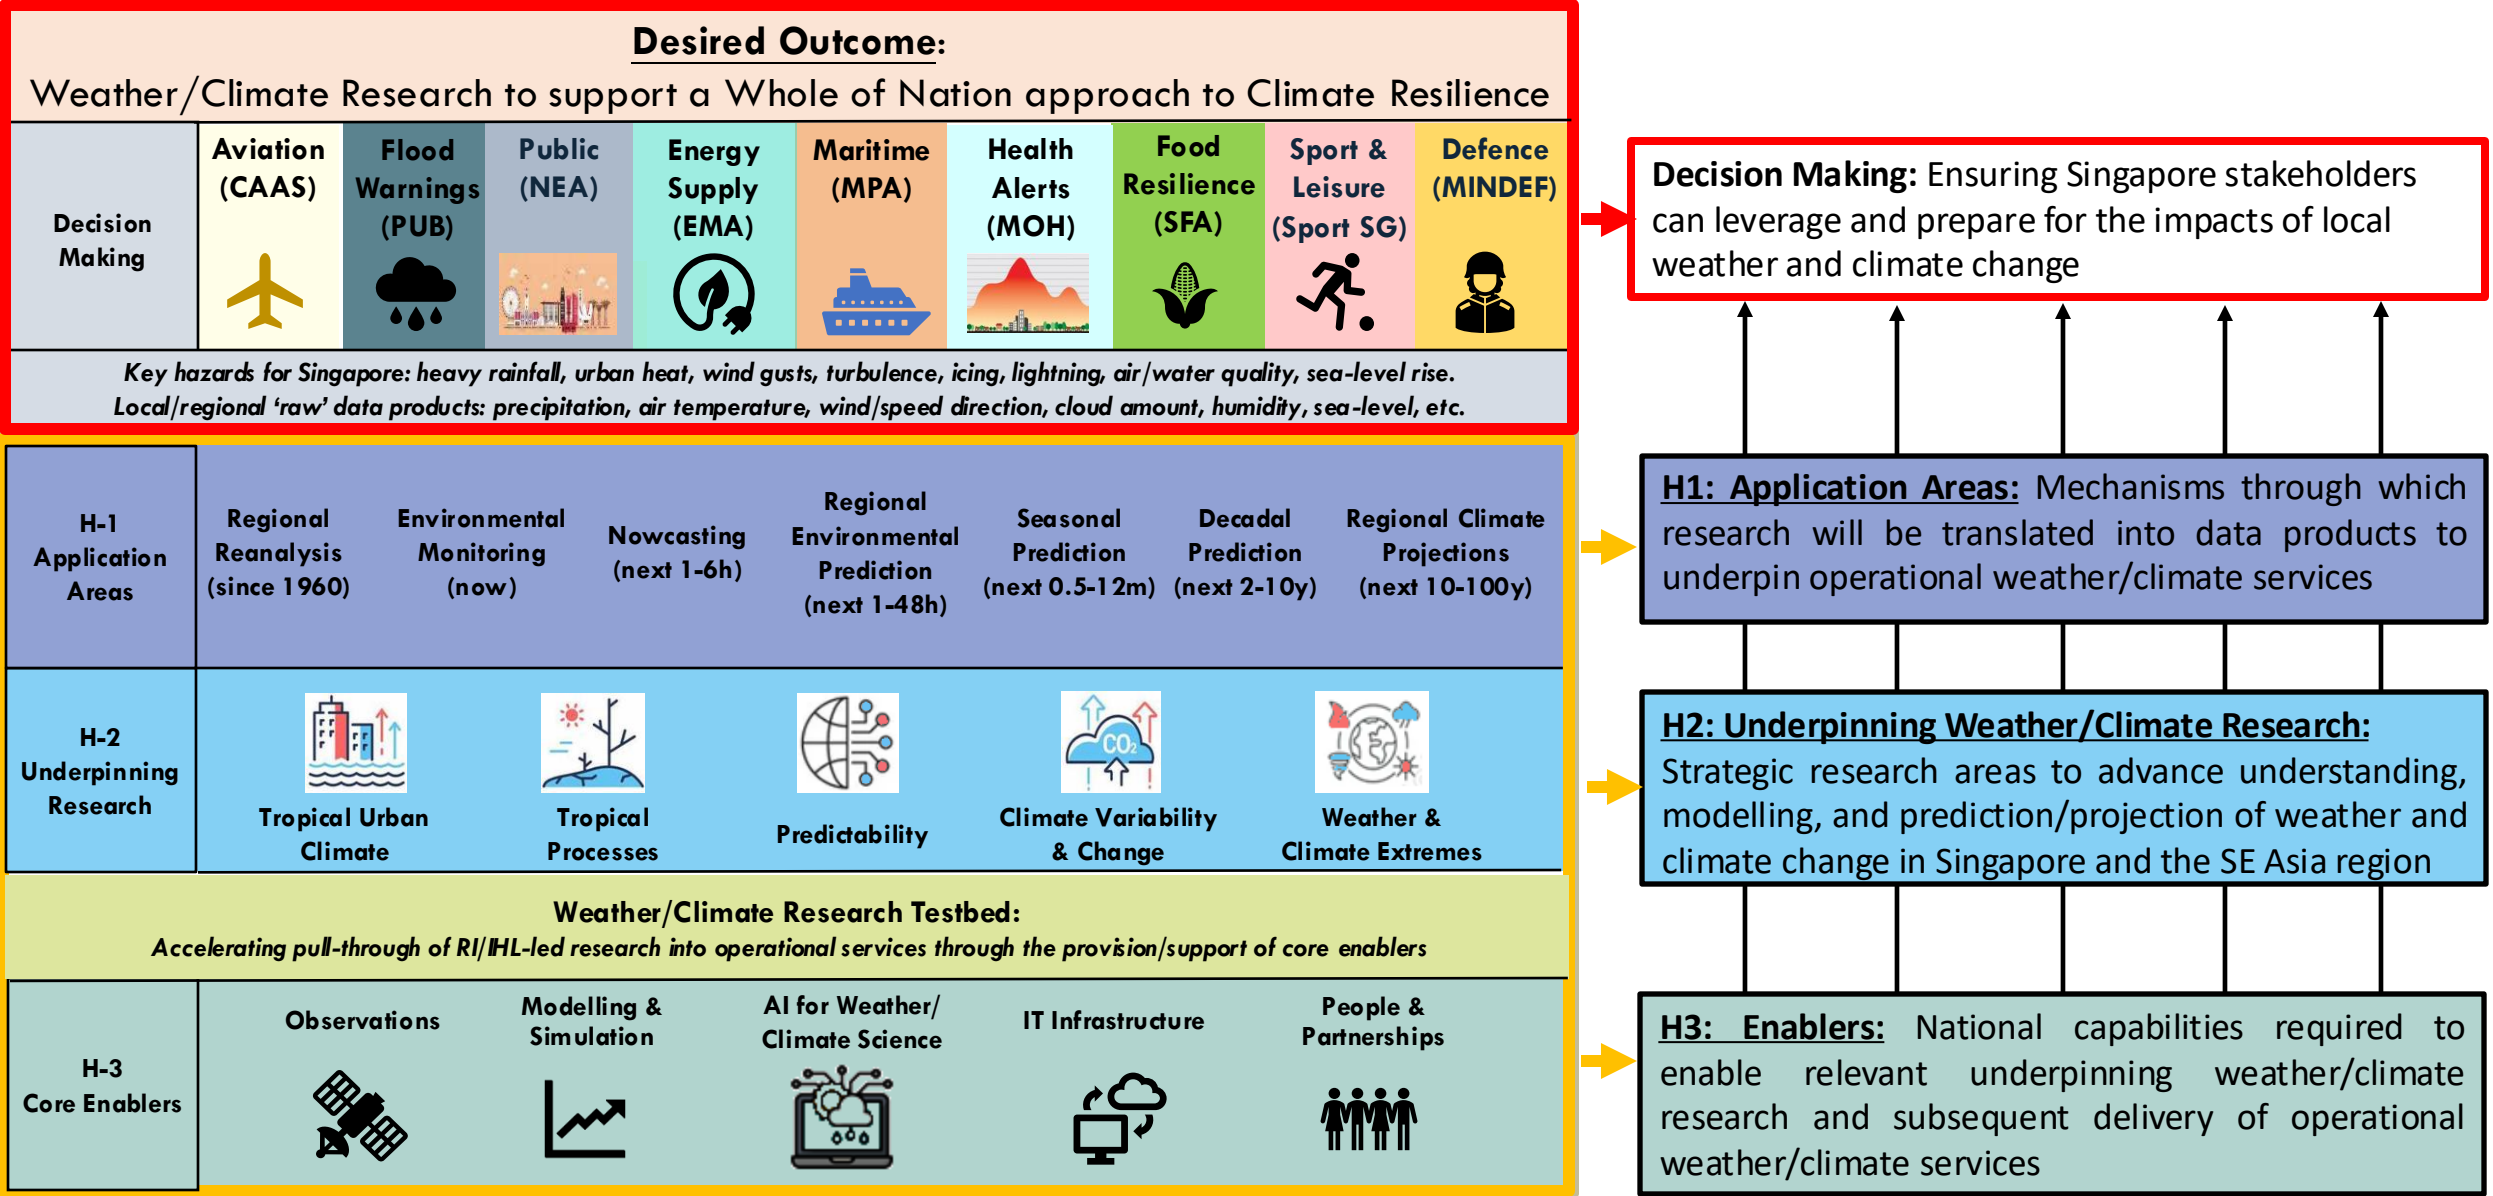 Desired Outcome:
Weather/Climate Research to support a Whole of Nation approach to Climate Resilience
Decision
Making
Aviation
(CAAS)
Flood
Warnings
(PUB)
Public
(NEA)
Energy
Supply
(EMA)
Maritime
(MPA)
Health
Alerts
(MOH)
Food
Resilience
(SFA)
Sport &
Leisure
(Sport SG)
Defence
(MINDEF)
Key hazards for Singapore: heavy rainfall, urban heat, wind gusts, turbulence, icing, lightning, air/water quality, sea-level rise.
Local/regional ‘raw’ data products: precipitation, air temperature, wind/speed direction, cloud amount, humidity, sea-level, etc.
H-1
Application
Areas
Regional
Reanalysis
(since 1960)
Environmental
Monitoring
(now)
Nowcasting
(next 1-6h)
Regional
Environmental
Prediction
(next 1-48h)
Seasonal
Prediction
(next 0.5-12m)
Decadal
Prediction
(next 2-10y)
Regional Climate
Projections
(next 10-100y)
H-2
Underpinning
Research
Tropical Urban
Climate
Tropical
Processes
Predictability
CO2
Climate Variability
& Change
E
Weather &
Climate Extremes
Weather/Climate Research Testbed:
Accelerating pull-through of RI/IHL-led research into operational services through the provision/support of core enablers
H-3
Core Enablers
Observations
Modelling &
Simulation
AI for Weather/
Climate Science
IT Infrastructure
People &
Partnerships
Decision Making: Ensuring Singapore stakeholders
can leverage and prepare for the impacts of local
weather and climate change
H1: Application Areas: Mechanisms through which
research will be translated into data products to
underpin operational weather/climate services
H2: Underpinning Weather/Climate Research:
Strategic research areas to advance understanding,
modelling, and prediction/projection of weather and
climate change in Singapore and the SE Asia region
H3: Enablers: National capabilities required to
enable relevant underpinning weather/climate
research and subsequent delivery of operational
weather/climate services